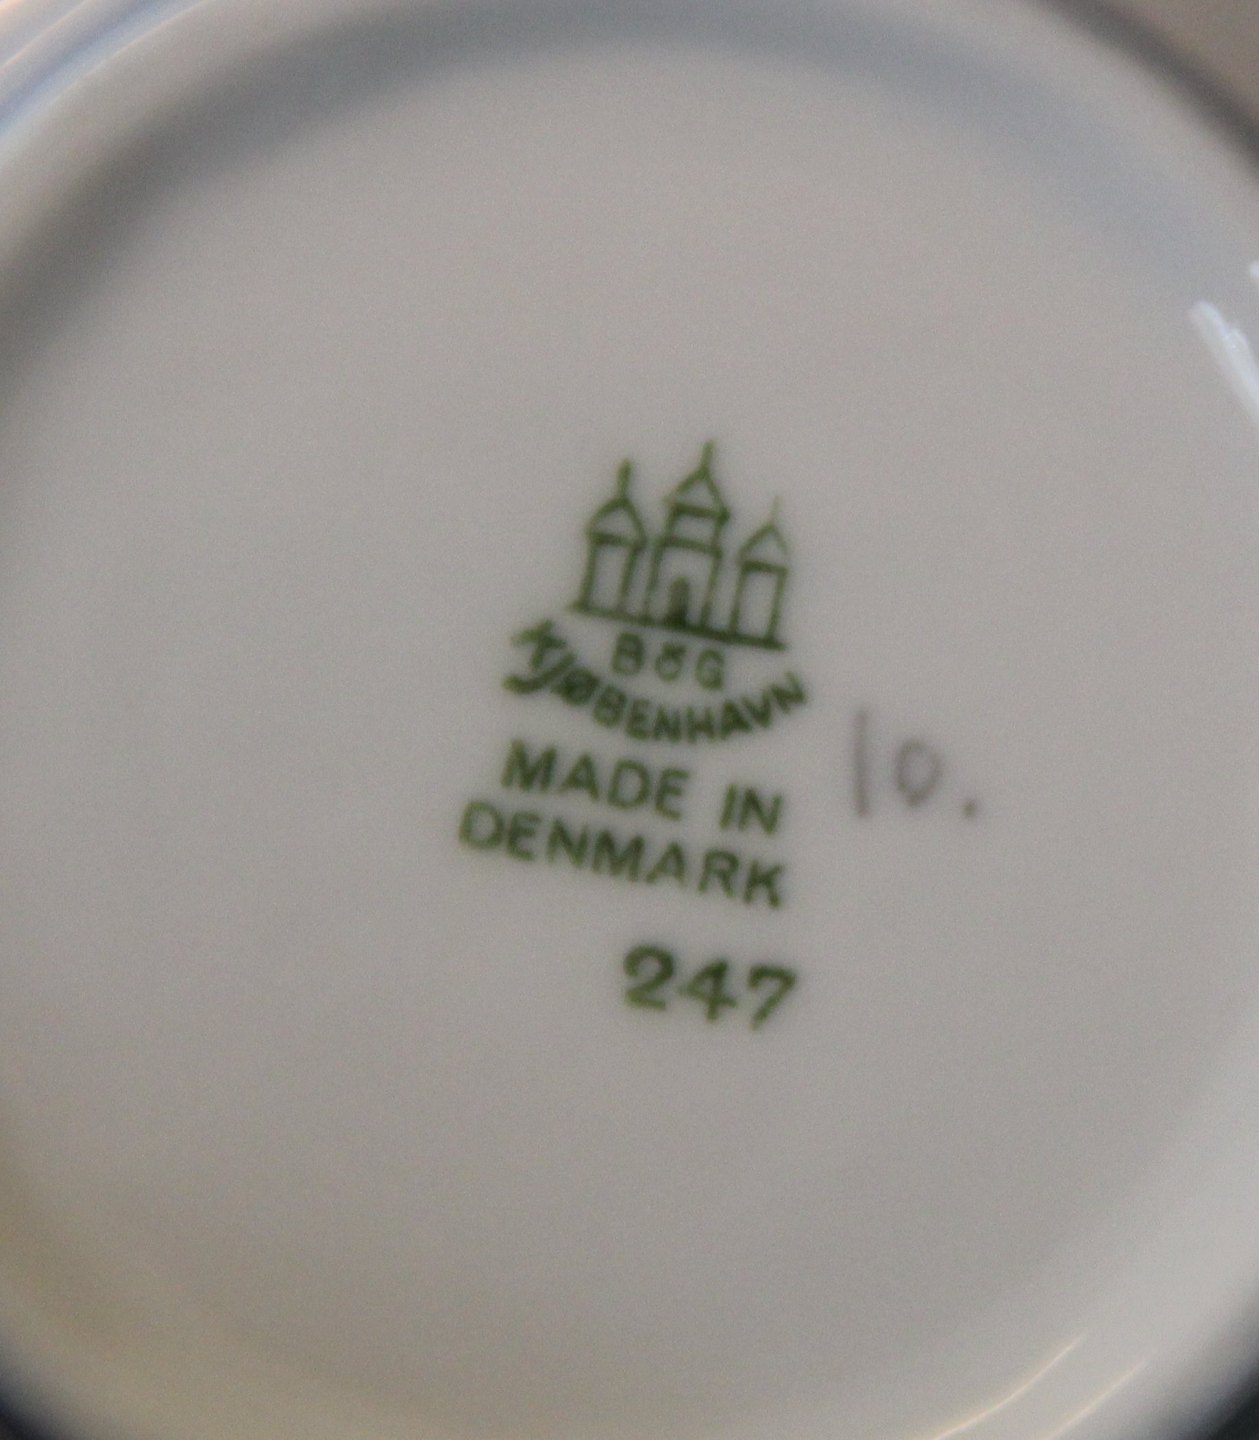 B&G
KJØBENHAVN
MADE IN
DENMARK
10.
247